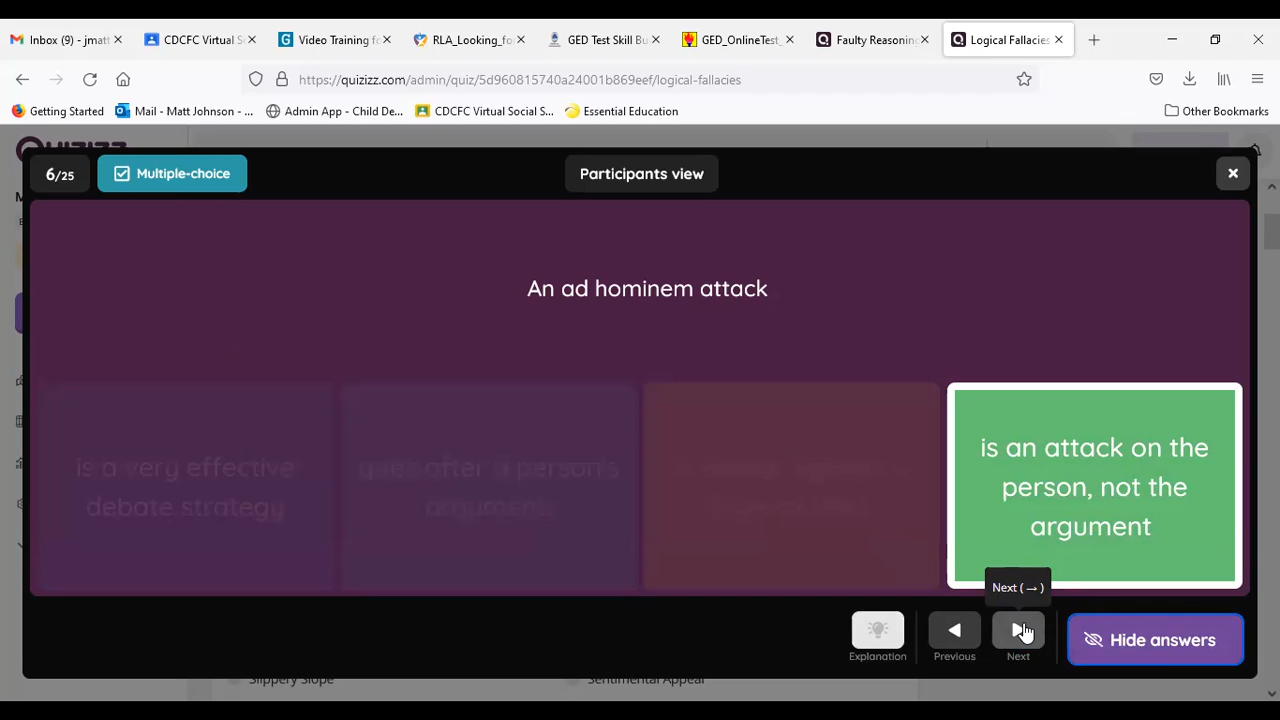 Inbox (9) - jmatt
CDCFC Virtual S
Video Training fo
RLA_Looking_fo
GED Test Skill Bu
GED_OnlineTest_
Faulty Reasoning
Logical Fallacies
https://quizizz.com/admin/quiz/5d960815740a24001b869eef/logical-fallacies
Getting Started
Mail - Matt Johnson - ...
Admin App - Child De...
CDCFC Virtual Social S...
Essential Education
Other Bookmarks
Quizizz
6/25
Multiple-choice
Participants view
An ad hominem attack
is a very effective
debate strategy
goes after a person's
argument
is an attack on the
person, not the
argument
Next (→)
Explanation
Previous
Next
Hide answers
Slippery Slope
Sentimental Appeal